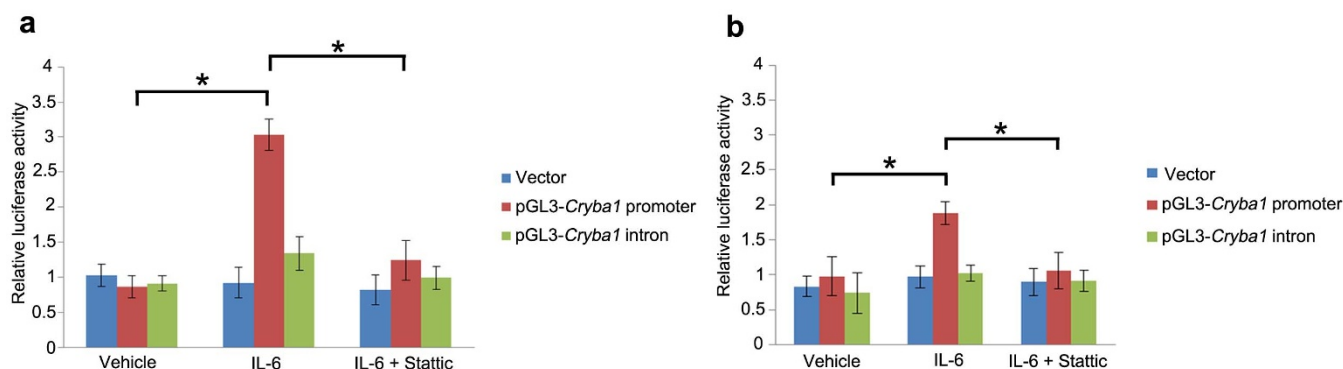 a
Relative luciferase activity
4
3.5
3
2.5
2
1.5
1
0.5
0
*
*
Vehicle
IL-6
IL-6 + Stattic
Vector
pGL3-Cryba1 promoter
pGL3-Cryba1 intron
b
Relative luciferase activity
4
3.5
3
2.5
2
1.5
1
0.5
0
*
*
Vehicle
IL-6
IL-6 + Stattic
Vector
pGL3-Cryba1 promoter
pGL3-Cryba1 intron